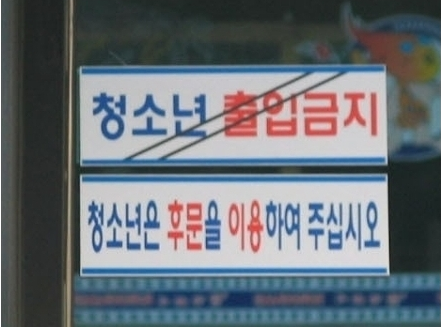 청소년 출입금지
청소년은 후문을 이용하여 주십시오